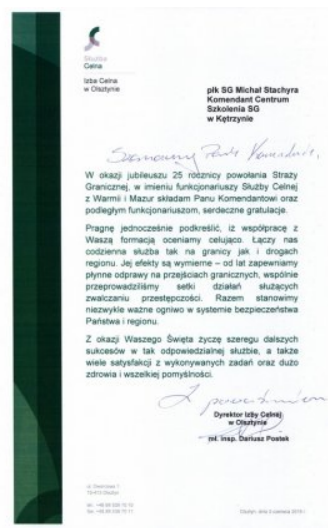 Służba
Celna
Izba Celna
w Olsztynie
płk SG Michał Stachyra
Komendant Centrum
Szkolenia SG
w Kętrzynie
Szanowny Panie Komendancie,
W okazji jubileuszu 25 rocznicy powołania Straży
Granicznej, w imieniu funkcjonariuszy Służby Celnej
z Warmii i Mazur składam Panu Komendantowi oraz
podległym funkcjonariuszom, serdeczne gratulacje.
Pragnę jednocześnie podkreślić, iż współpracę z
Waszą formacją oceniamy celująco. Łączy nas
codzienna służba tak na granicy jak i drogach
regionu. Jej efekty są wymierne – od lat zapewniamy
płynne odprawy na przejściach granicznych, wspólnie
przeprowadziliśmy setki działań służących
zwalczaniu przestępczości. Razem stanowimy
niezwykle ważne ogniwo w systemie bezpieczeństwa
Państwa i regionu.
Z okazji Waszego Święta życzę szeregu dalszych
sukcesów w tak odpowiedzialnej służbie, a także
wiele satysfakcji z wykonywanych zadań oraz dużo
zdrowia i wszelkiej pomyślności.
Z poważaniem
Dyrektor Izby Celnej
w Olsztynie
mł. insp. Dariusz Postek
Olsztyn, dnia 2 czerwca 2016 r.